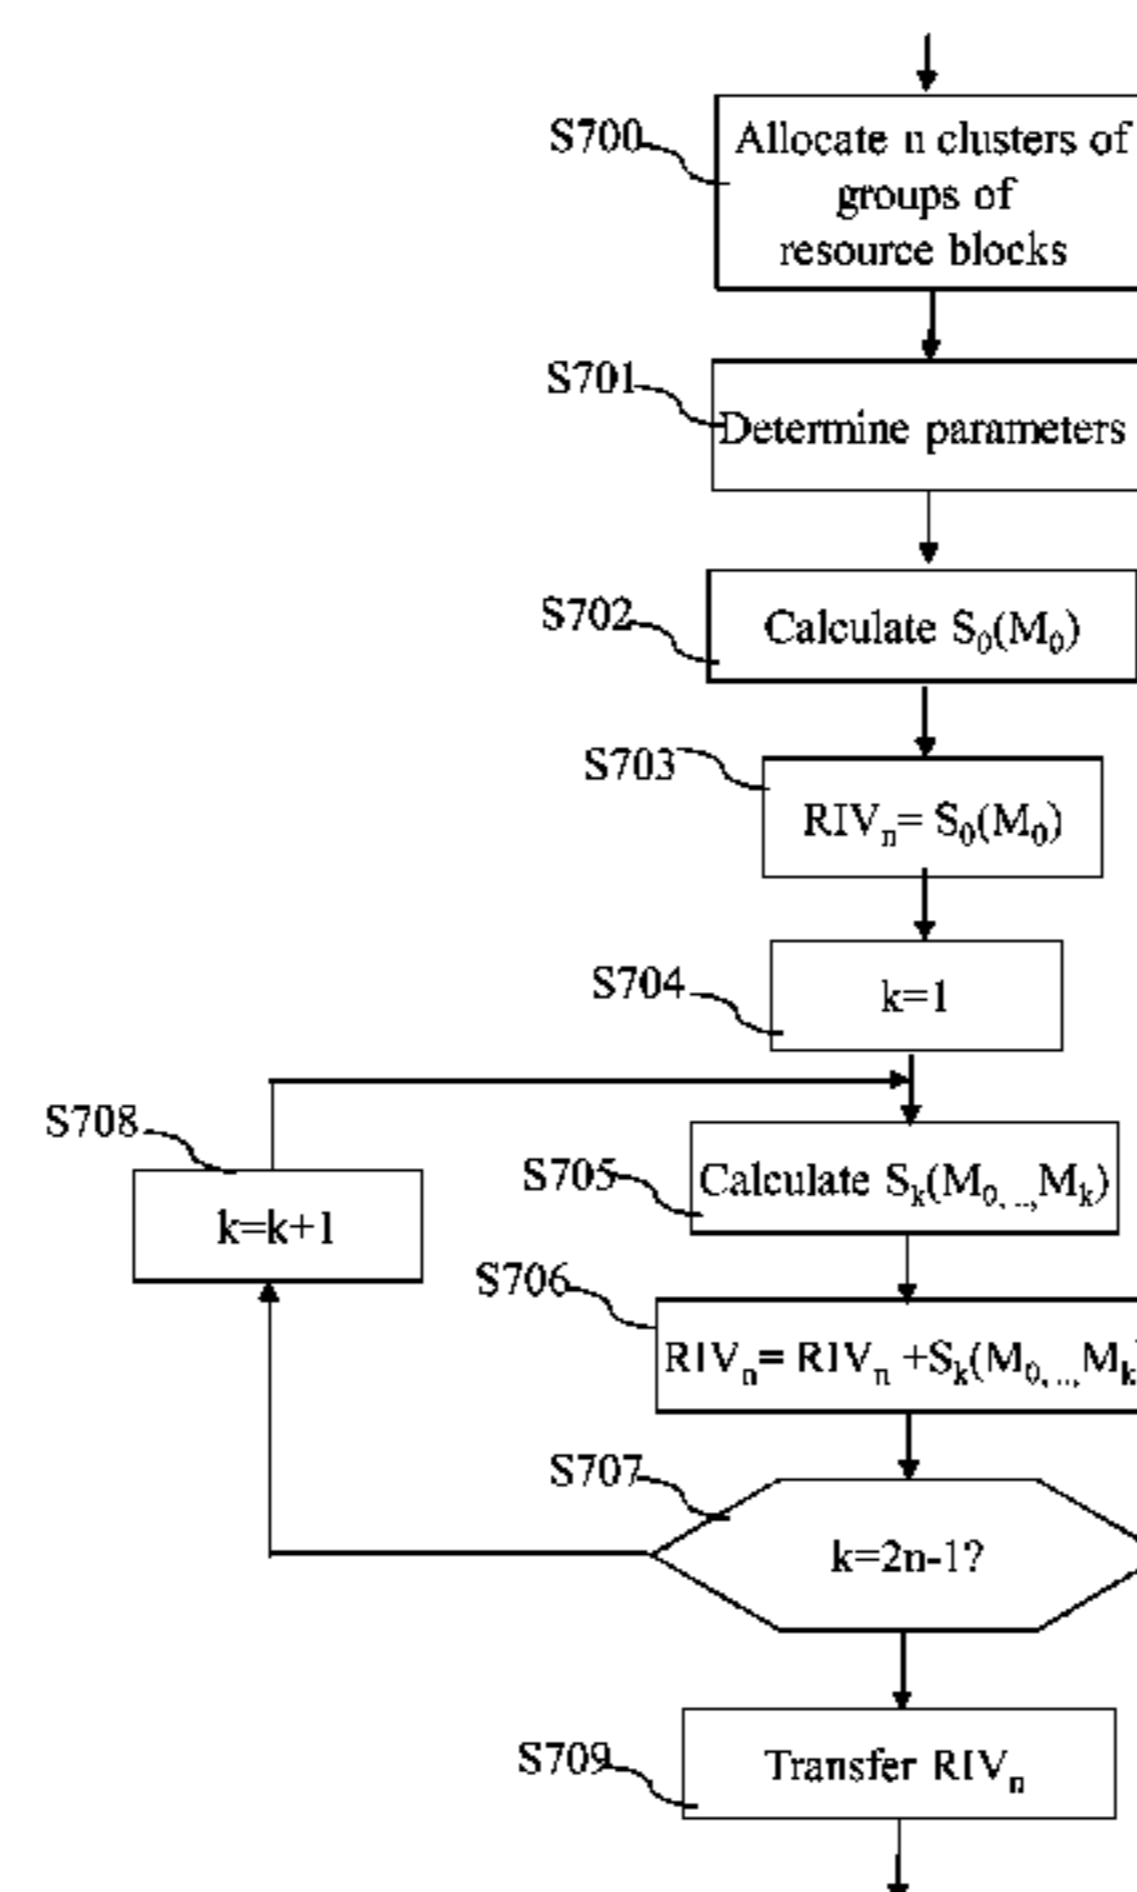 S700
Allocate n clusters of
groups of
resource blocks
S701
Determine parameters
S702
Calculate S₀(M₀)
S703
RIVₙ= S₀(M₀)
S704
k=1
S708
k=k+1
S705
Calculate Sₖ(M₀,..,Mₖ)
S706
RIVₙ= RIVₙ +Sₖ(M₀,..,Mₖ
S707
k=2n-1?
S709
Transfer RIVₙ